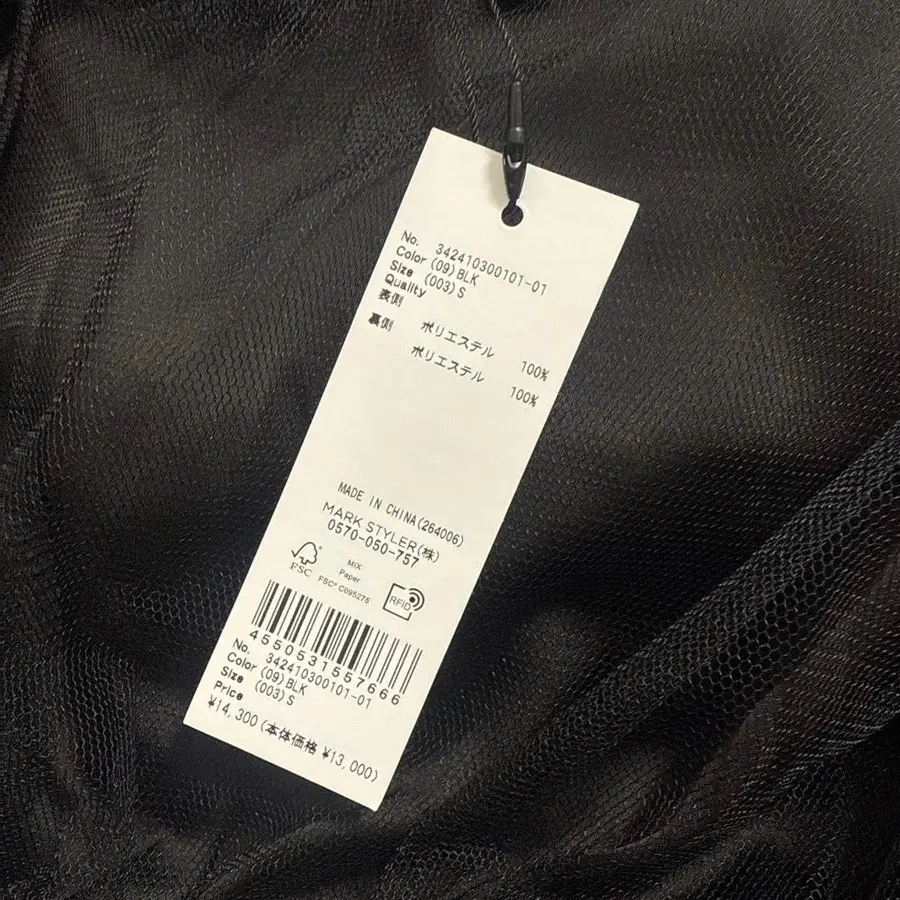 No. 342410300101-01
Color (09)BLK
Size (003)S
Quality
表側
ポリエステル 100%
裏側
ポリエステル 100%
MADE IN CHINA(264006)
MARK STYLER(株)
0570-050-757
FSC
MIX
Paper
FSC® C095275
RFID
4550531557666
No. 342410300101-01
Color (09)BLK
Size (003)S
Price
¥14,300(本体価格 ¥13,000)